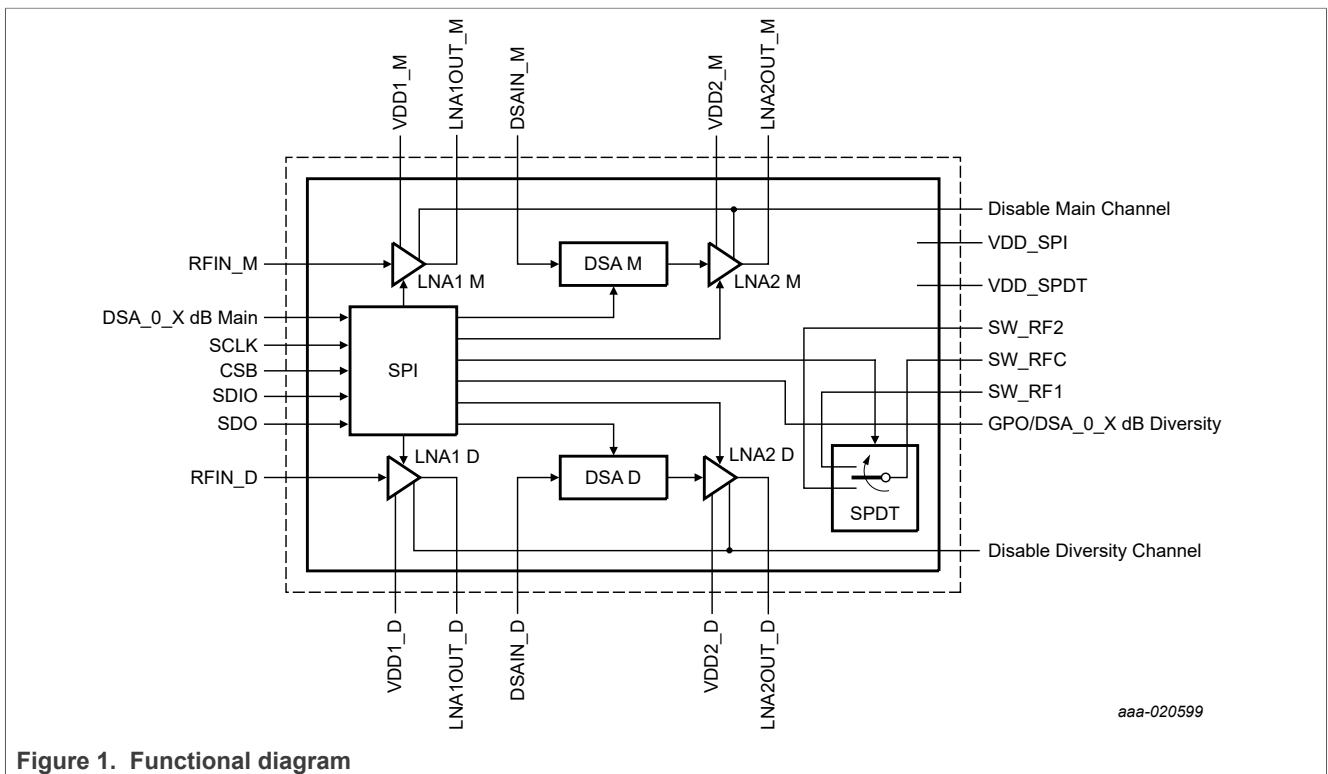 VDD1_M
LNA1OUT_M
DSAIN_M
VDD2_M
LNA2OUT_M
Disable Main Channel
VDD_SPI
RFIN_M
DSA M
LNA1 M
LNA2 M
VDD_SPDT
DSA_0_X dB Main
SW_RF2
SCLK
SW_RFC
CSB
SPI
SDIO
SW_RF1
SDO
GPO/DSA_0_X dB Diversity
LNA1 D
LNA2 D
RFIN_D
DSA D
SPDT
Disable Diversity Channel
VDD1_D
LNA1OUT_D
DSAIN_D
VDD2_D
LNA2OUT_D
aaa-020599
Figure 1. Functional diagram